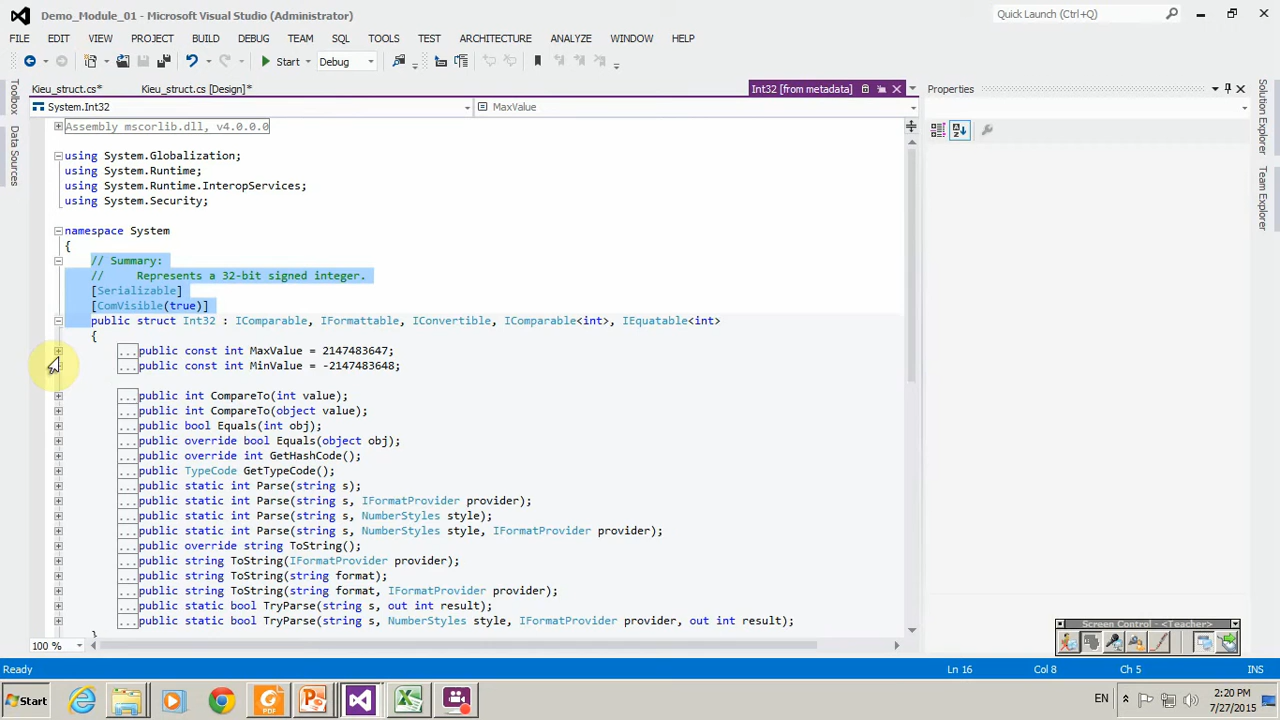 Demo_Module_01 - Microsoft Visual Studio (Administrator)
Quick Launch (Ctrl+Q)
FILE EDIT VIEW PROJECT BUILD DEBUG TEAM SQL TOOLS TEST ARCHITECTURE ANALYZE WINDOW HELP
Start Debug
Kieu_struct.cs* Kieu_struct.cs [Design]* Int32 [from metadata] Properties
System.Int32 MaxValue
Toolbox
Data Sources
Solution Explorer
Team Explorer
Assembly mscorlib.dll, v4.0.0.0
using System.Globalization;
using System.Runtime;
using System.Runtime.InteropServices;
using System.Security;
namespace System
{
// Summary:
//     Represents a 32-bit signed integer.
[Serializable]
[ComVisible(true)]
public struct Int32 : IComparable, IFormattable, IConvertible, IComparable<int>, IEquatable<int>
{
...public const int MaxValue = 2147483647;
...public const int MinValue = -2147483648;
...public int CompareTo(int value);
...public int CompareTo(object value);
...public bool Equals(int obj);
...public override bool Equals(object obj);
...public override int GetHashCode();
...public TypeCode GetTypeCode();
...public static int Parse(string s);
...public static int Parse(string s, IFormatProvider provider);
...public static int Parse(string s, NumberStyles style);
...public static int Parse(string s, NumberStyles style, IFormatProvider provider);
...public override string ToString();
...public string ToString(IFormatProvider provider);
...public string ToString(string format);
...public string ToString(string format, IFormatProvider provider);
...public static bool TryParse(string s, out int result);
...public static bool TryParse(string s, NumberStyles style, IFormatProvider provider, out int result);
}
Screen Control - <Teacher>
100 %
Ready Ln 16 Col 8 Ch 5 INS
Start EN 2:20 PM
7/27/2015